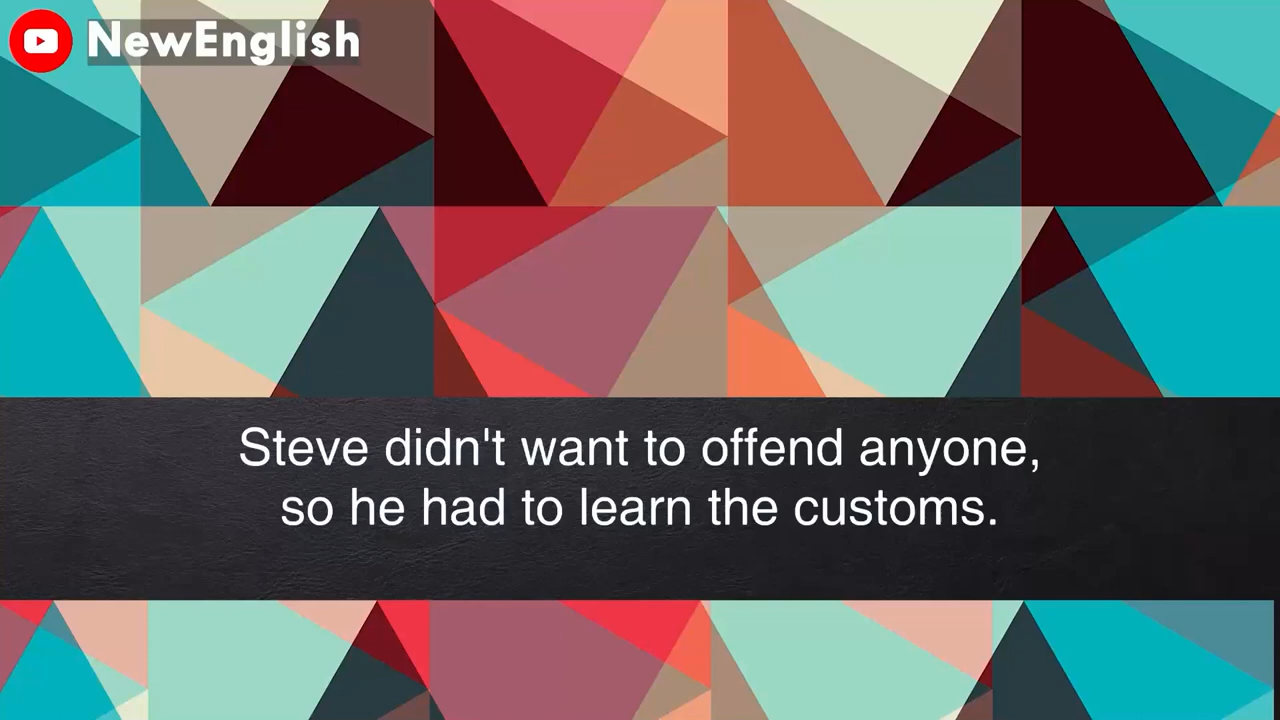 NewEnglish
Steve didn't want to offend anyone,
so he had to learn the customs.